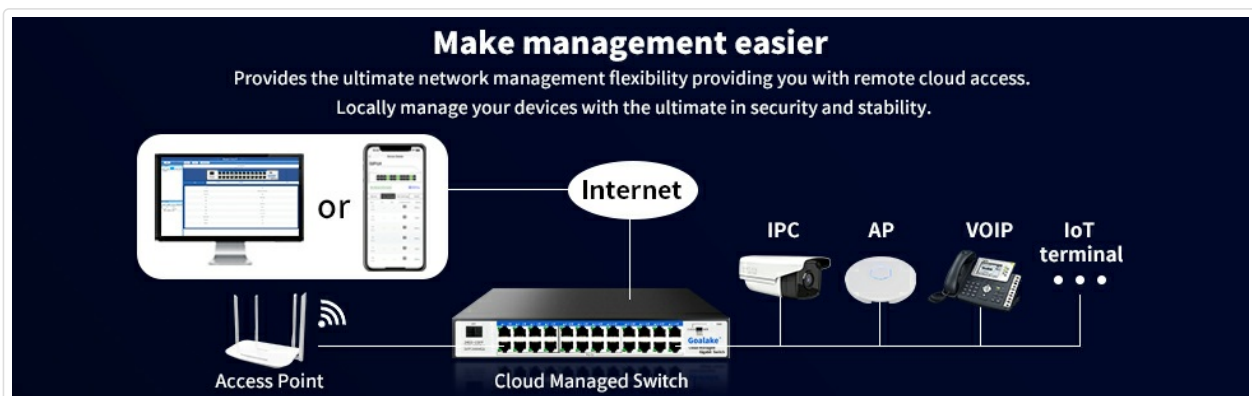 Make management easier
Provides the ultimate network management flexibility providing you with remote cloud access.
Locally manage your devices with the ultimate in security and stability.
or
Internet
IPC
AP
VOIP
IoT
terminal
Goalake
Access Point
Cloud Managed Switch